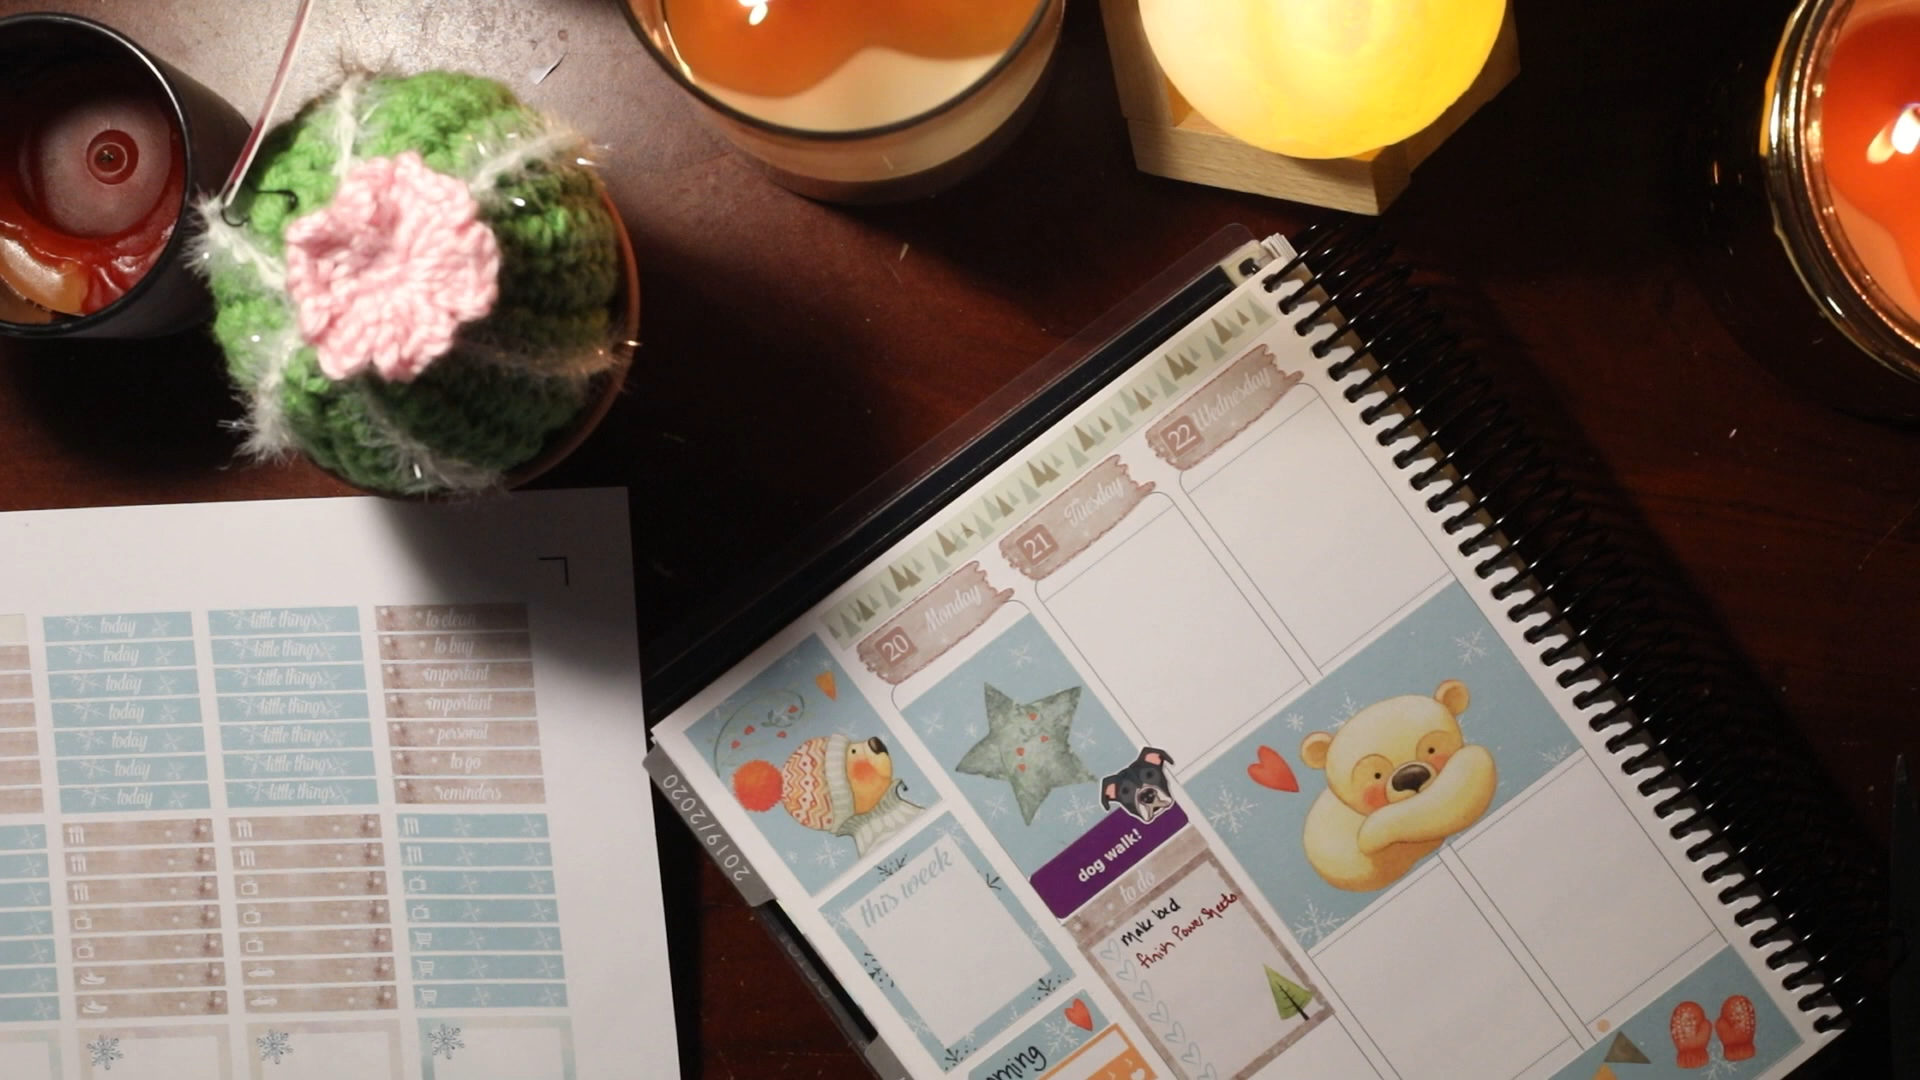 today
today
today
today
today
today
today
little things
little things
little things
little things
little things
little things
little things
to clean
to buy
important
important
personal
to go
reminders
2019/2020
20 Monday
21 Tuesday
22 Wednesday
this week
dog walk!
to do
Make bed
finish PowerSheets